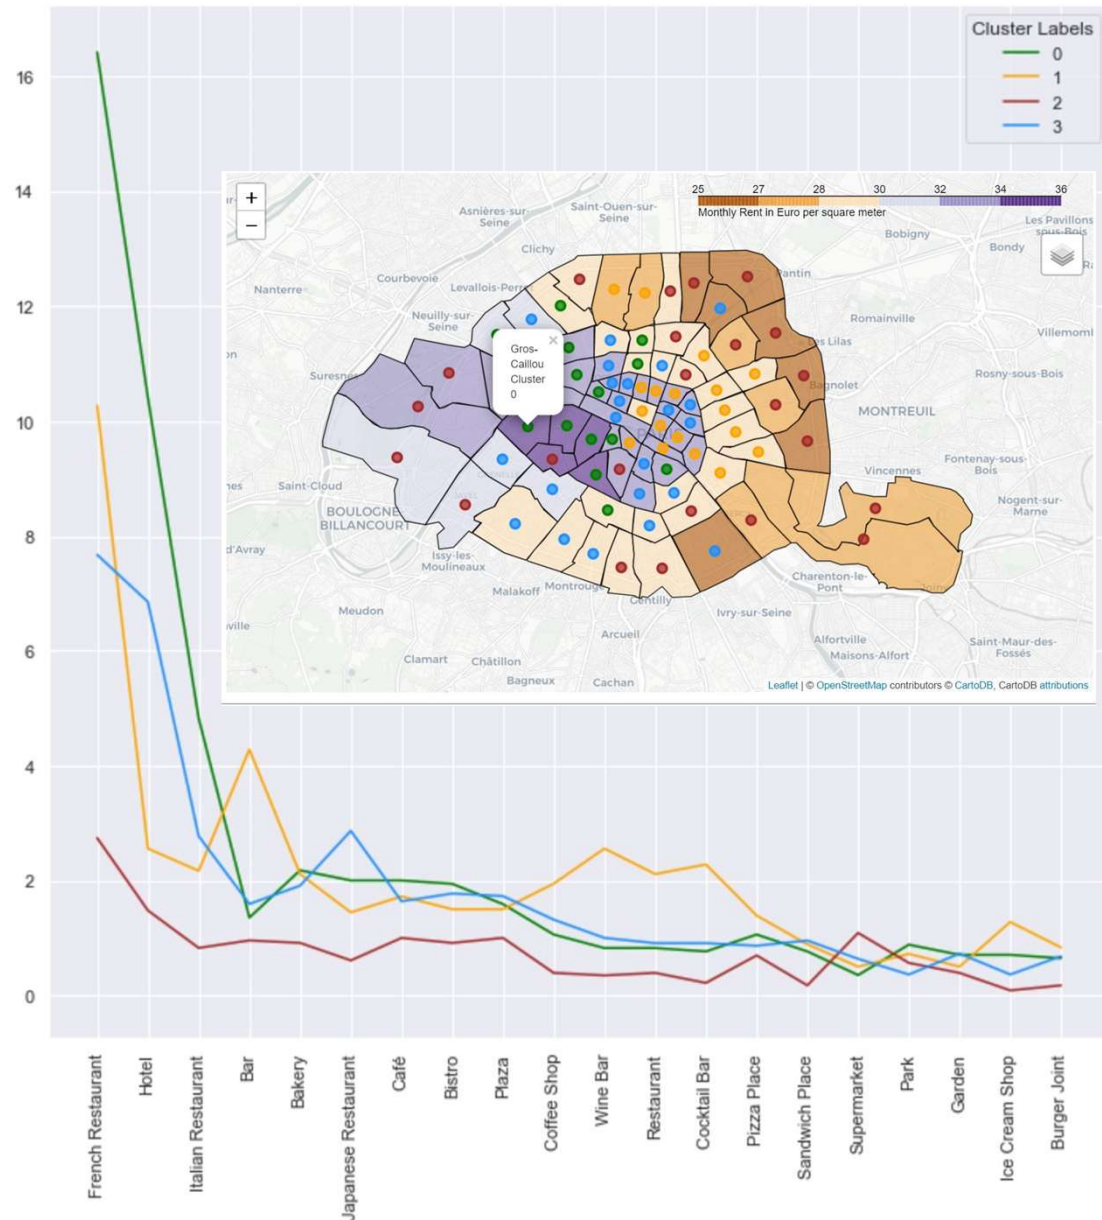 Cluster Labels
0
1
2
3
16
14
12
10
8
6
4
2
0
+
−
25 27 28 30 32 34 36
Monthly Rent in Euro per square meter
Asnières-sur-
Seine
Saint-Ouen-sur-
Seine
Les Pavillons
sous-Bois
Bobigny
Bondy
Clichy
Courbevoie
Pantin
Nanterre
Levallois-Perre
Neuilly-sur-
Seine
Romainville
Villemoml
Les Lilas
×
Gros-
Caillou
Cluster
0
Suresnes
Rosny-sous-Bois
Bagnolet
MONTREUIL
Fontenay-sous-
Bois
Vincennes
Saint-Cloud
Nogent-sur-
Marne
BOULOGNE-
BILLANCOURT
d'Avray
Issy-les-
Moulineaux
Charenton-le-
Pont
Malakoff
Montrouge
Gentilly
Ivry-sur-Seine
Meudon
ville
Arcueil
Alfortville
Saint-Maur-des-
Fossés
Maisons-Alfort
Clamart
Châtillon
Bagneux
Cachan
Leaflet | © OpenStreetMap contributors © CartoDB, CartoDB attributions
French Restaurant
Hotel
Italian Restaurant
Bar
Bakery
Japanese Restaurant
Café
Bistro
Plaza
Coffee Shop
Wine Bar
Restaurant
Cocktail Bar
Pizza Place
Sandwich Place
Supermarket
Park
Garden
Ice Cream Shop
Burger Joint